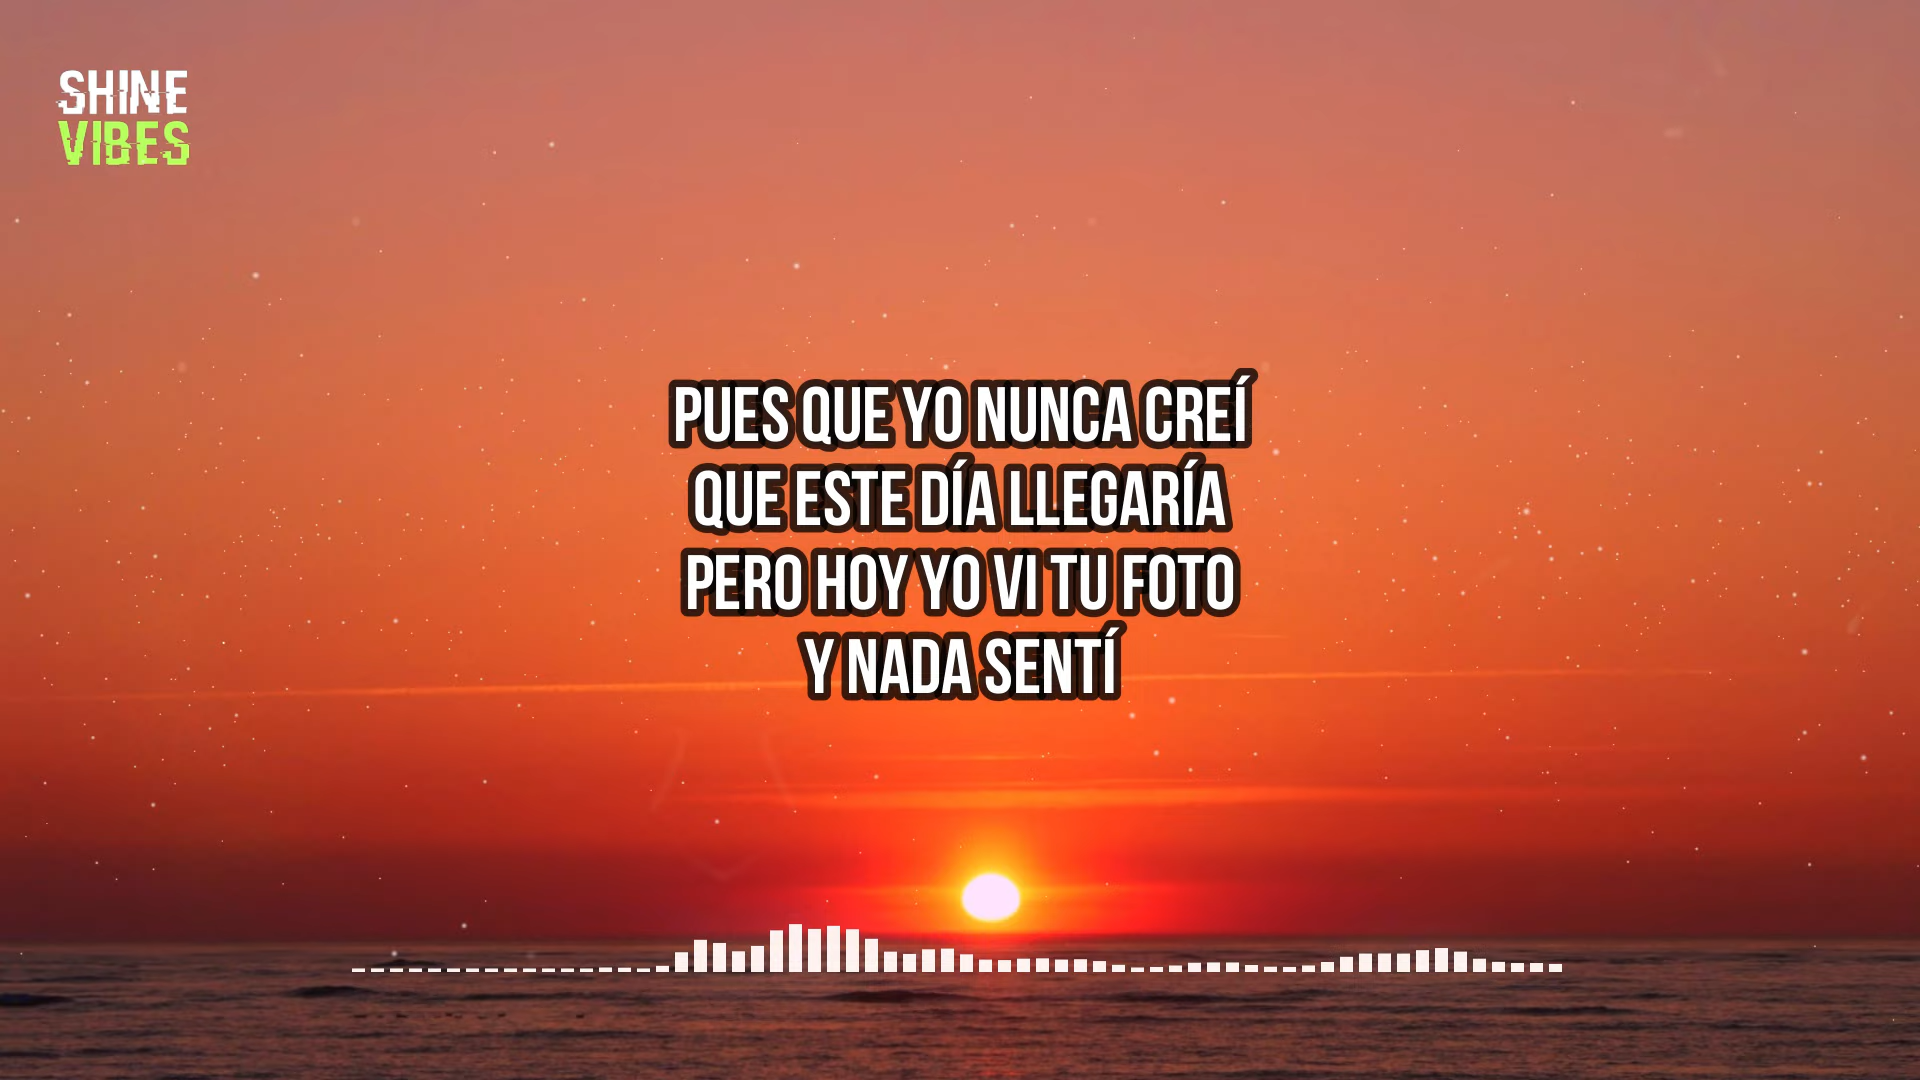 SHINE
VIBES
PUES QUE YO NUNCA CREÍ
QUE ESTE DÍA LLEGARÍA
PERO HOY YO VI TU FOTO
Y NADA SENTÍ